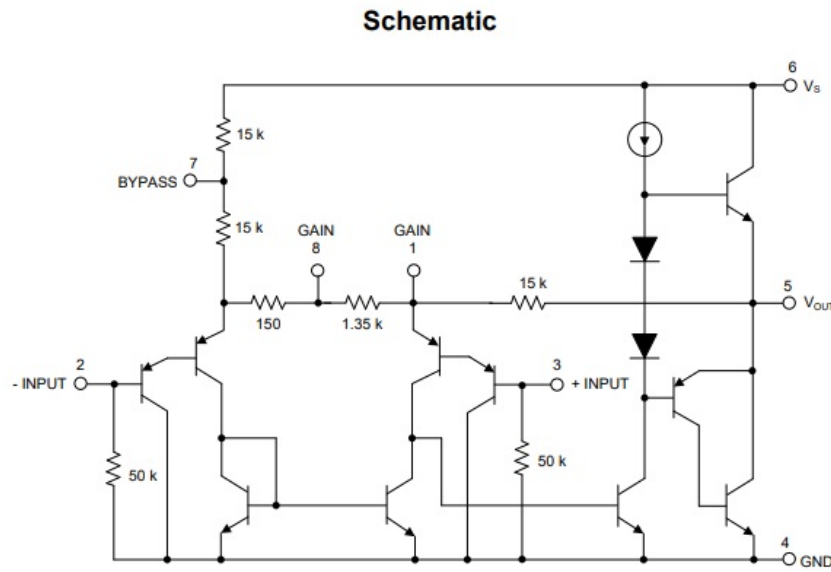 Schematic
6
VS
15 k
7
BYPASS
15 k
GAIN
8
GAIN
1
15 k
5
VOUT
150
1.35 k
2
- INPUT
3
+ INPUT
50 k
50 k
4
GND